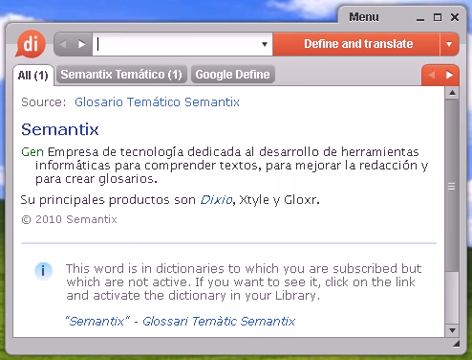 Menu
di
Define and translate
All (1) Semantix Temático (1) Google Define
Source: Glosario Temático Semantix
Semantix
Gen Empresa de tecnología dedicada al desarrollo de herramientas
informáticas para comprender textos, para mejorar la redacción y
para crear glosarios.
Su principales productos son Dixio, Xtyle y Gloxr.
© 2010 Semantix
This word is in dictionaries to which you are subscribed but
which are not active. If you want to see it, click on the link
and activate the dictionary in your Library.
"Semantix" - Glossari Temàtic Semantix